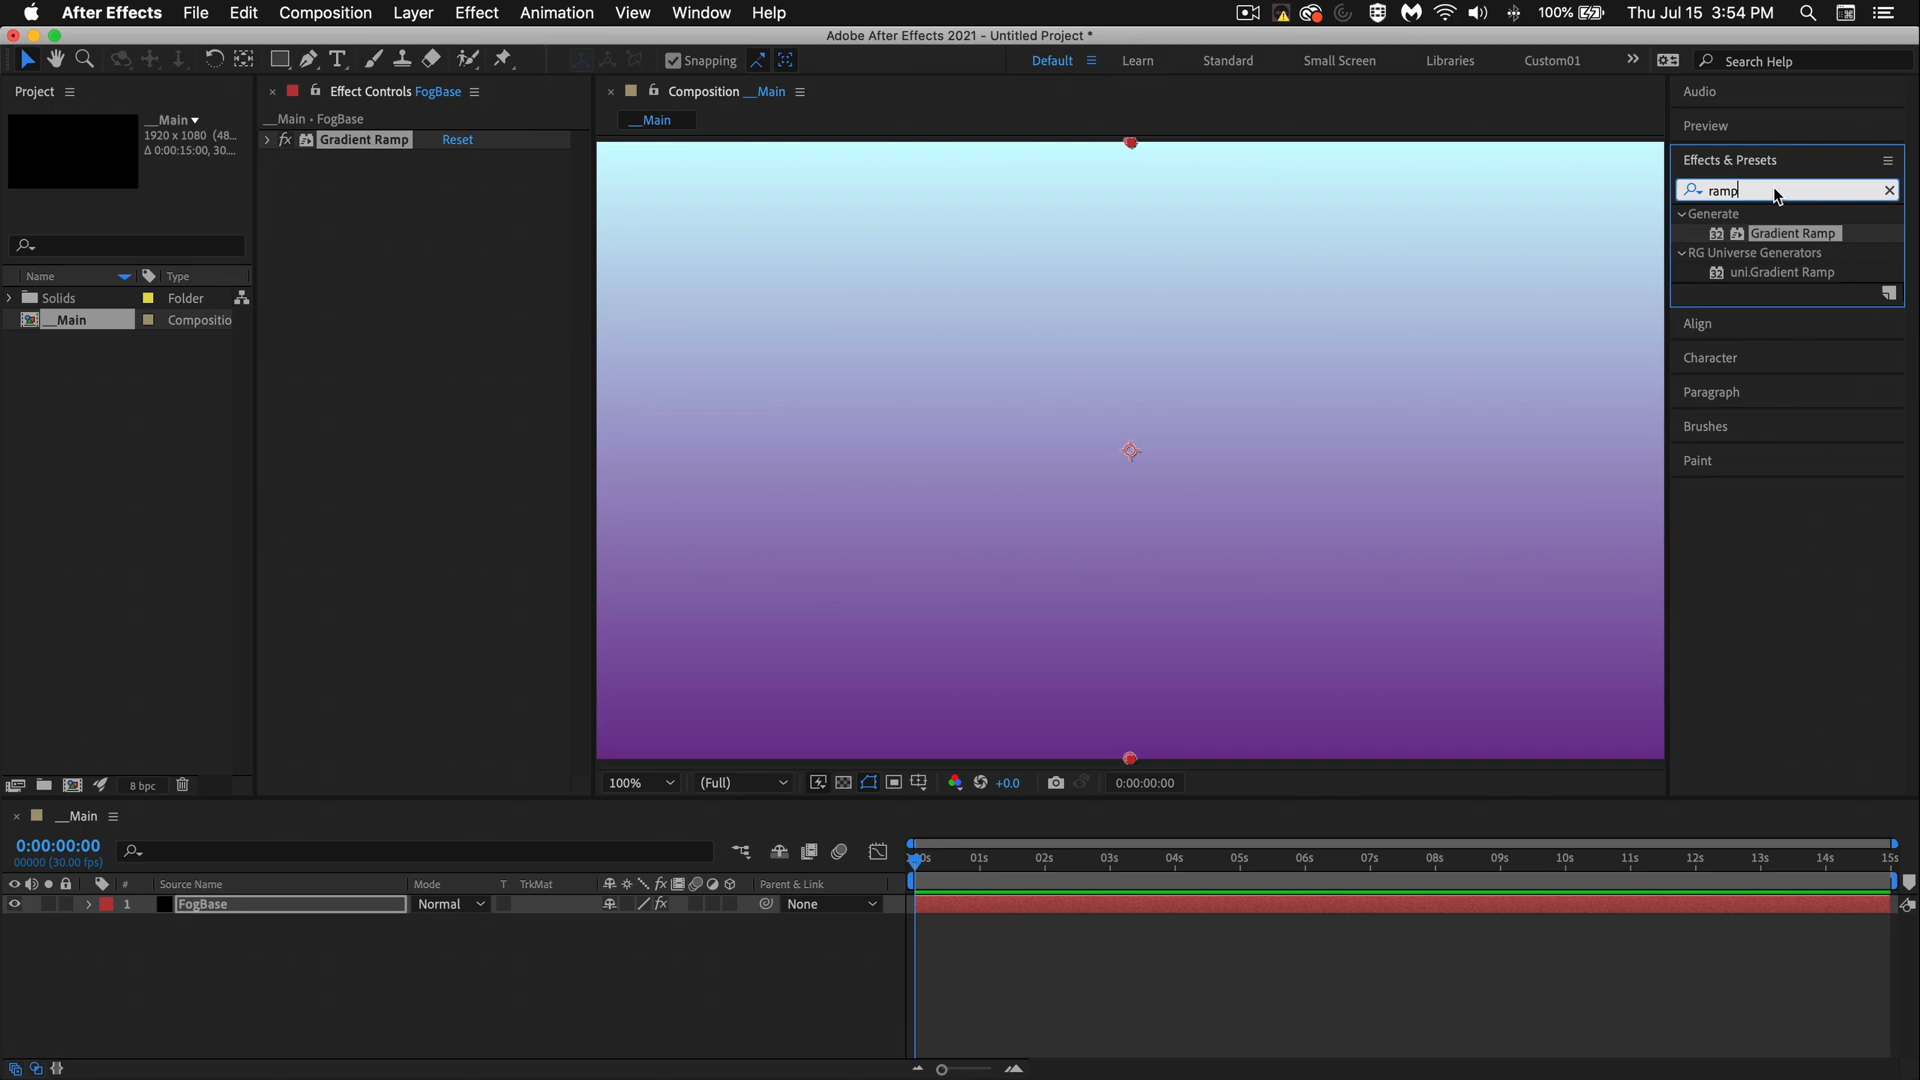 After Effects File Edit Composition Layer Effect Animation View Window Help 100% Thu Jul 15 3:54 PM
Adobe After Effects 2021 - Untitled Project *
Snapping Default Learn Standard Small Screen Libraries Custom01 Search Help
Project
__Main
1920 x 1080 (48...
Δ 0:00:15:00, 30....
Name Type
Solids Folder
__Main Compositio
8 bpc
Effect Controls FogBase
__Main • FogBase
fx Gradient Ramp Reset
Composition __Main
__Main
100% (Full) +0.0 0:00:00:00
Audio
Preview
Effects & Presets
ramp
Generate
32 Gradient Ramp
RG Universe Generators
32 uni.Gradient Ramp
Align
Character
Paragraph
Brushes
Paint
__Main
0:00:00:00
00000 (30.00 fps)
# Source Name Mode T TrkMat fx Parent & Link
1 FogBase Normal fx None
01s 02s 03s 04s 05s 06s 07s 08s 09s 10s 11s 12s 13s 14s 15s